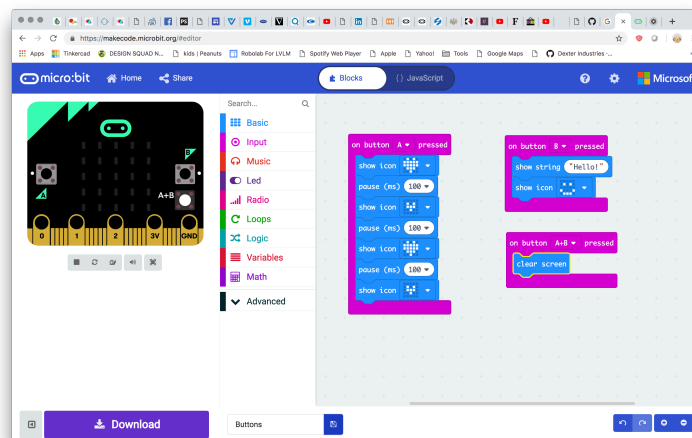 https://makecode.microbit.org/#editor
Apps Tinkercad DESIGN SQUAD N... kids | Peanuts Robolab For LVLM Spotify Web Player Apple Yahoo! Tools Google Maps Dexter Industries -...
micro:bit Home Share Blocks {} JavaScript ? Microsof
Search...
Basic
Input
Music
Led
Radio
Loops
Logic
Variables
Math
Advanced
B
A
A+B
0 1 2 3V GND
on button A pressed
show icon
pause (ms) 100
show icon
pause (ms) 100
show icon
pause (ms) 100
show icon
on button B pressed
show string "Hello!"
show icon
on button A+B pressed
clear screen
Download
Buttons